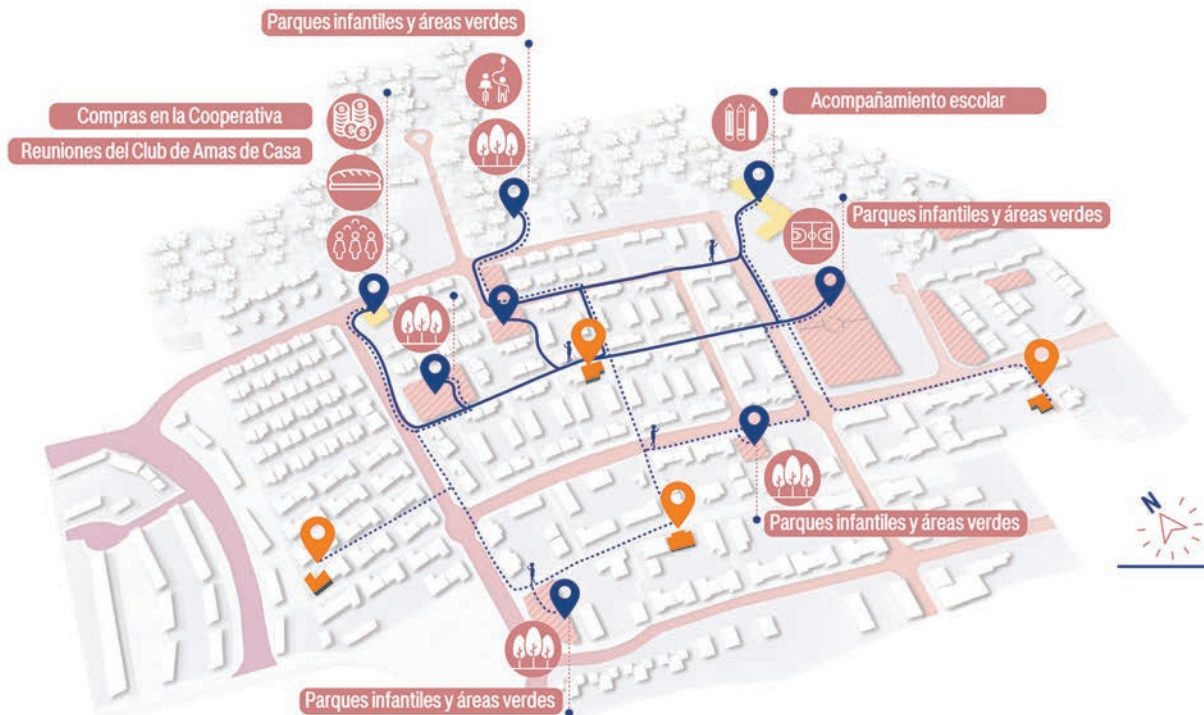 Parques infantiles y áreas verdes
Compras en la Cooperativa
Reuniones del Club de Amas de Casa
Acompañamiento escolar
Parques infantiles y áreas verdes
Parques infantiles y áreas verdes
N
Parques infantiles y áreas verdes